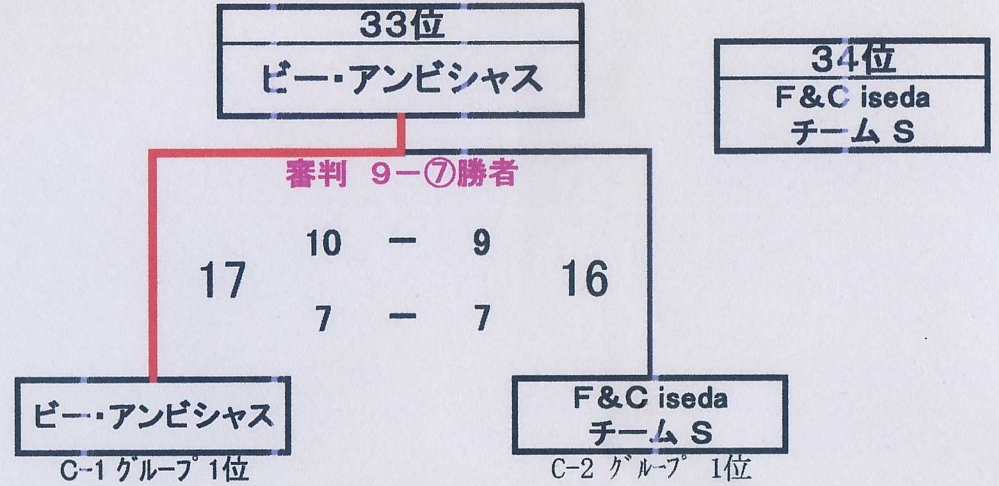 33位
ビー・アンビシャス
34位
F&C iseda
チーム S
審判 9-⑦勝者
10 ー 9
17 16
7 ー 7
ビー・アンビシャス
C-1 グループ 1位
F&C iseda
チーム S
C-2 グループ 1位